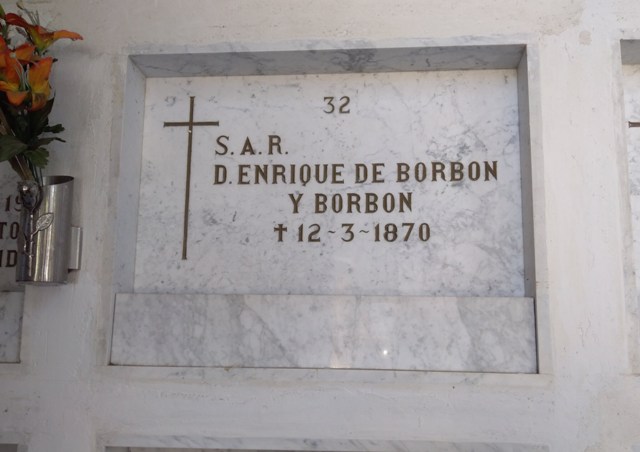 32
S.A.R.
D. ENRIQUE DE BORBON
Y BORBON
† 12-3-1870